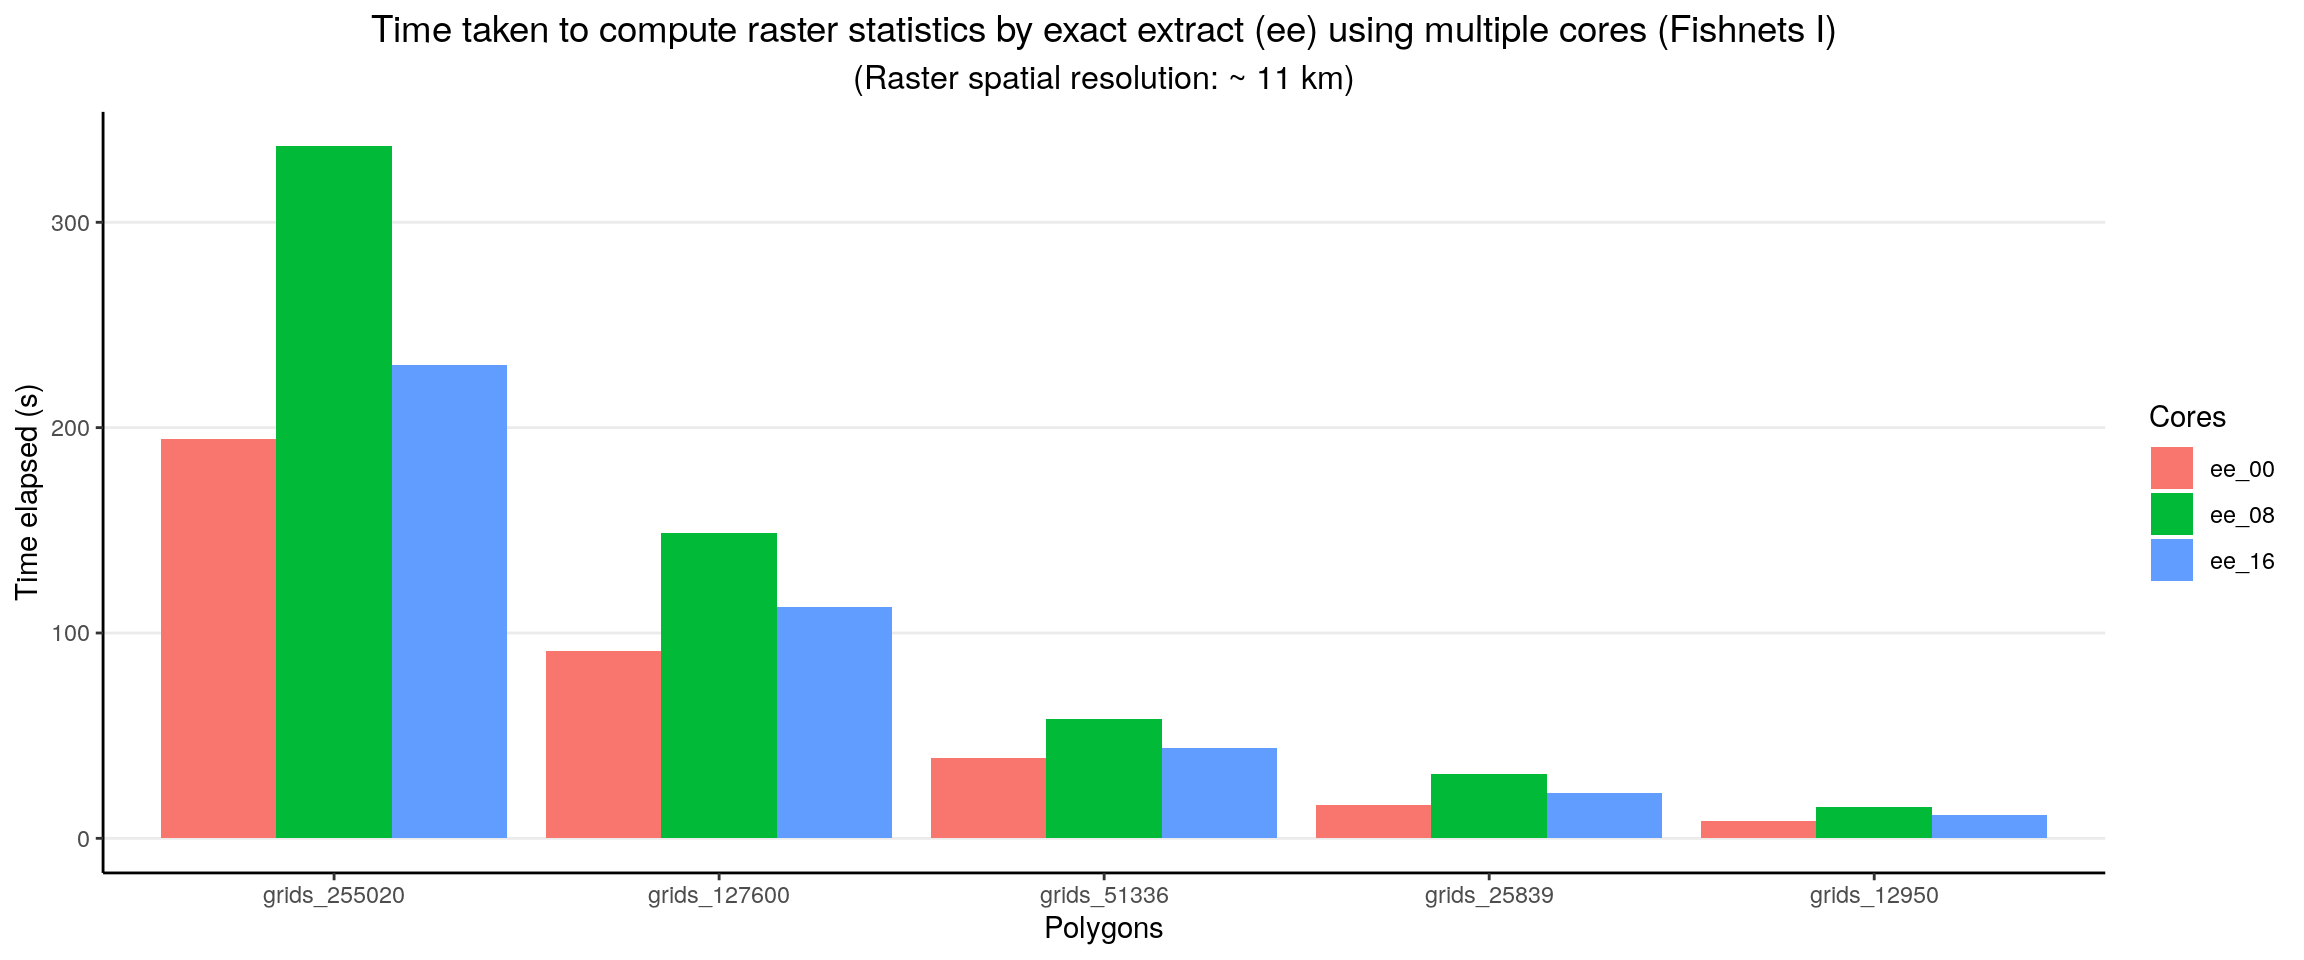 Time taken to compute raster statistics by exact extract (ee) using multiple cores (Fishnets I)
(Raster spatial resolution: ~ 11 km)
Time elapsed (s)
300
200
100
0
grids_255020
grids_127600
grids_51336
grids_25839
grids_12950
Polygons
Cores
ee_00
ee_08
ee_16